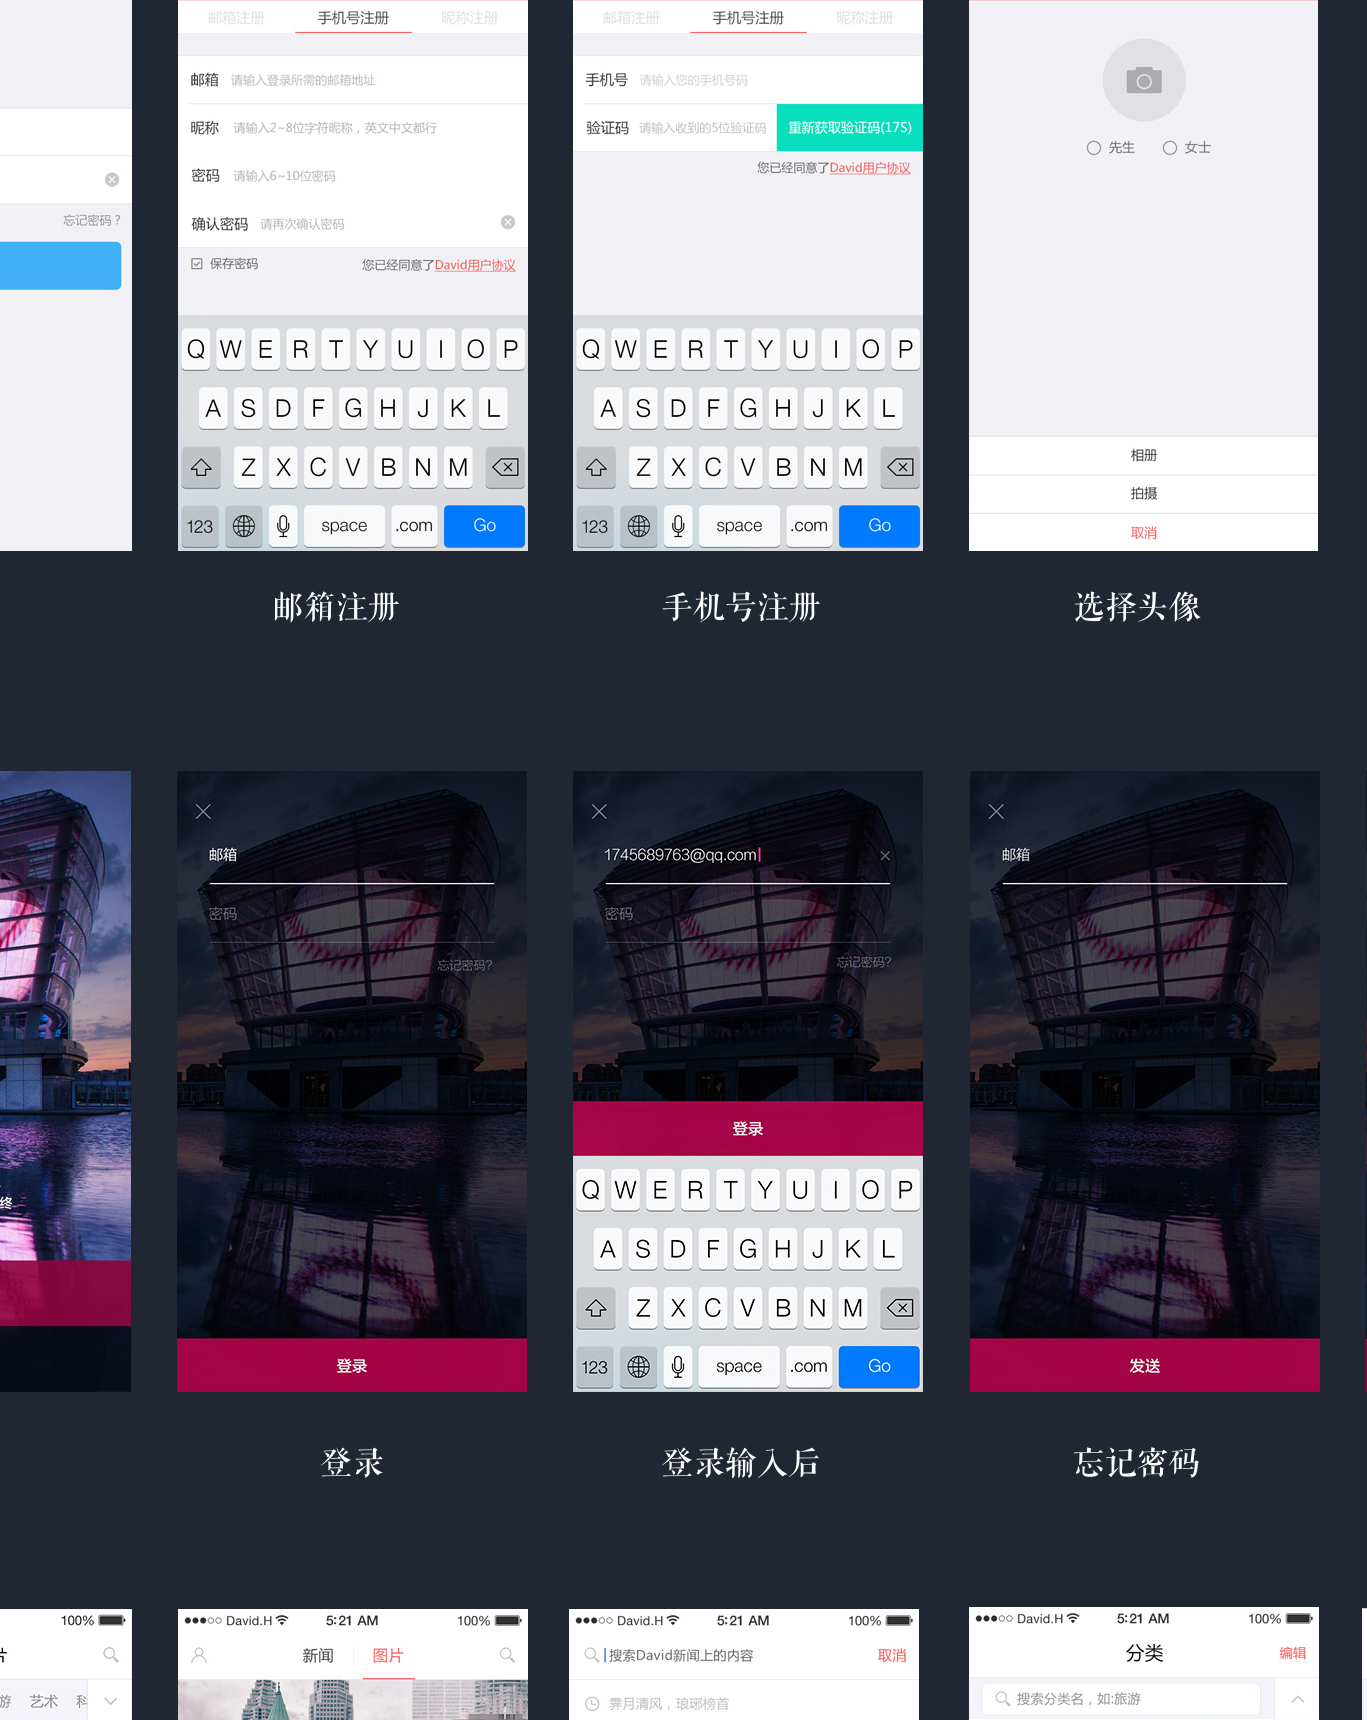 邮箱注册 手机号注册 昵称注册
邮箱 请输入登录所需的邮箱地址
昵称 请输入2~8位字符昵称，英文中文都行
密码 请输入6~10位密码
确认密码 请再次确认密码
保存密码 您已经同意了David用户协议
Q W E R T Y U I O P
A S D F G H J K L
Z X C V B N M
123 space .com Go
邮箱注册
邮箱注册 手机号注册 昵称注册
手机号 请输入您的手机号码
验证码 请输入收到的5位验证码 重新获取验证码(17S)
您已经同意了David用户协议
Q W E R T Y U I O P
A S D F G H J K L
Z X C V B N M
123 space .com Go
手机号注册
先生 女士
相册
拍摄
取消
选择头像
忘记密码？
终
邮箱
密码
忘记密码?
登录
登录
1745689763@qq.com
密码
忘记密码?
登录
Q W E R T Y U I O P
A S D F G H J K L
Z X C V B N M
123 space .com Go
登录输入后
邮箱
发送
忘记密码
100%
片
游 艺术 科
David.H 5:21 AM 100%
新闻 图片
David.H 5:21 AM 100%
搜索David新闻上的内容 取消
霁月清风，琅琊榜首
David.H 5:21 AM 100%
分类 编辑
搜索分类名，如:旅游